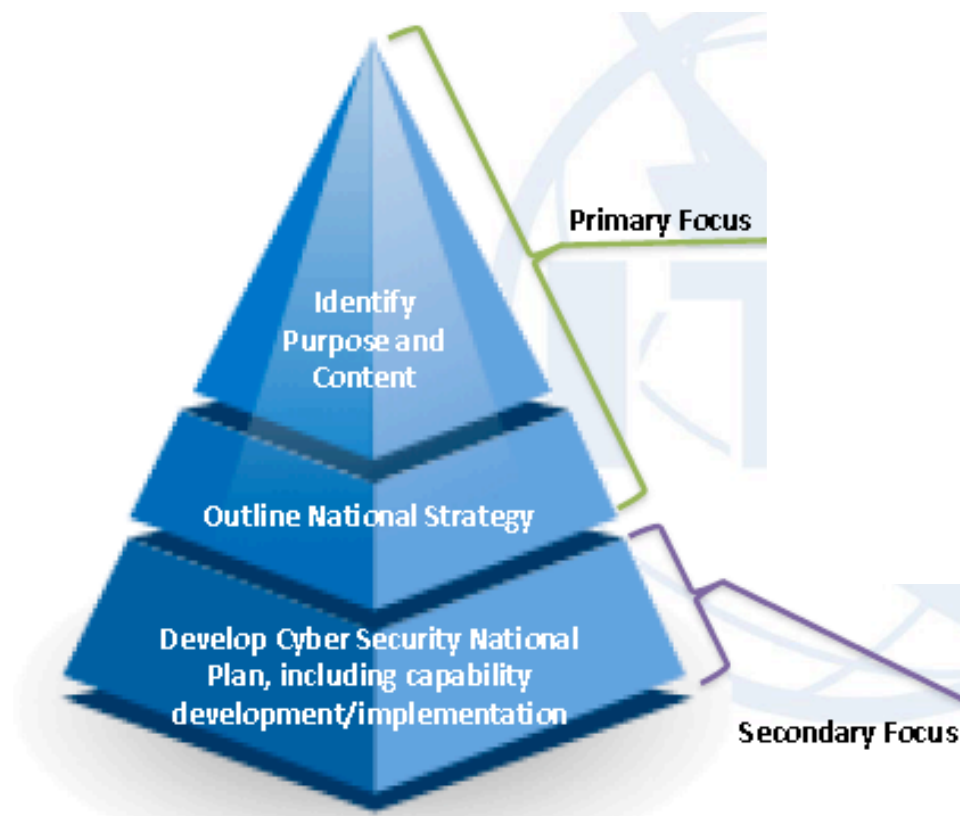 Primary Focus
Identify
Purpose and
Content
Outline National Strategy
Develop Cyber Security National
Plan, including capability
development/implementation
Secondary Focus